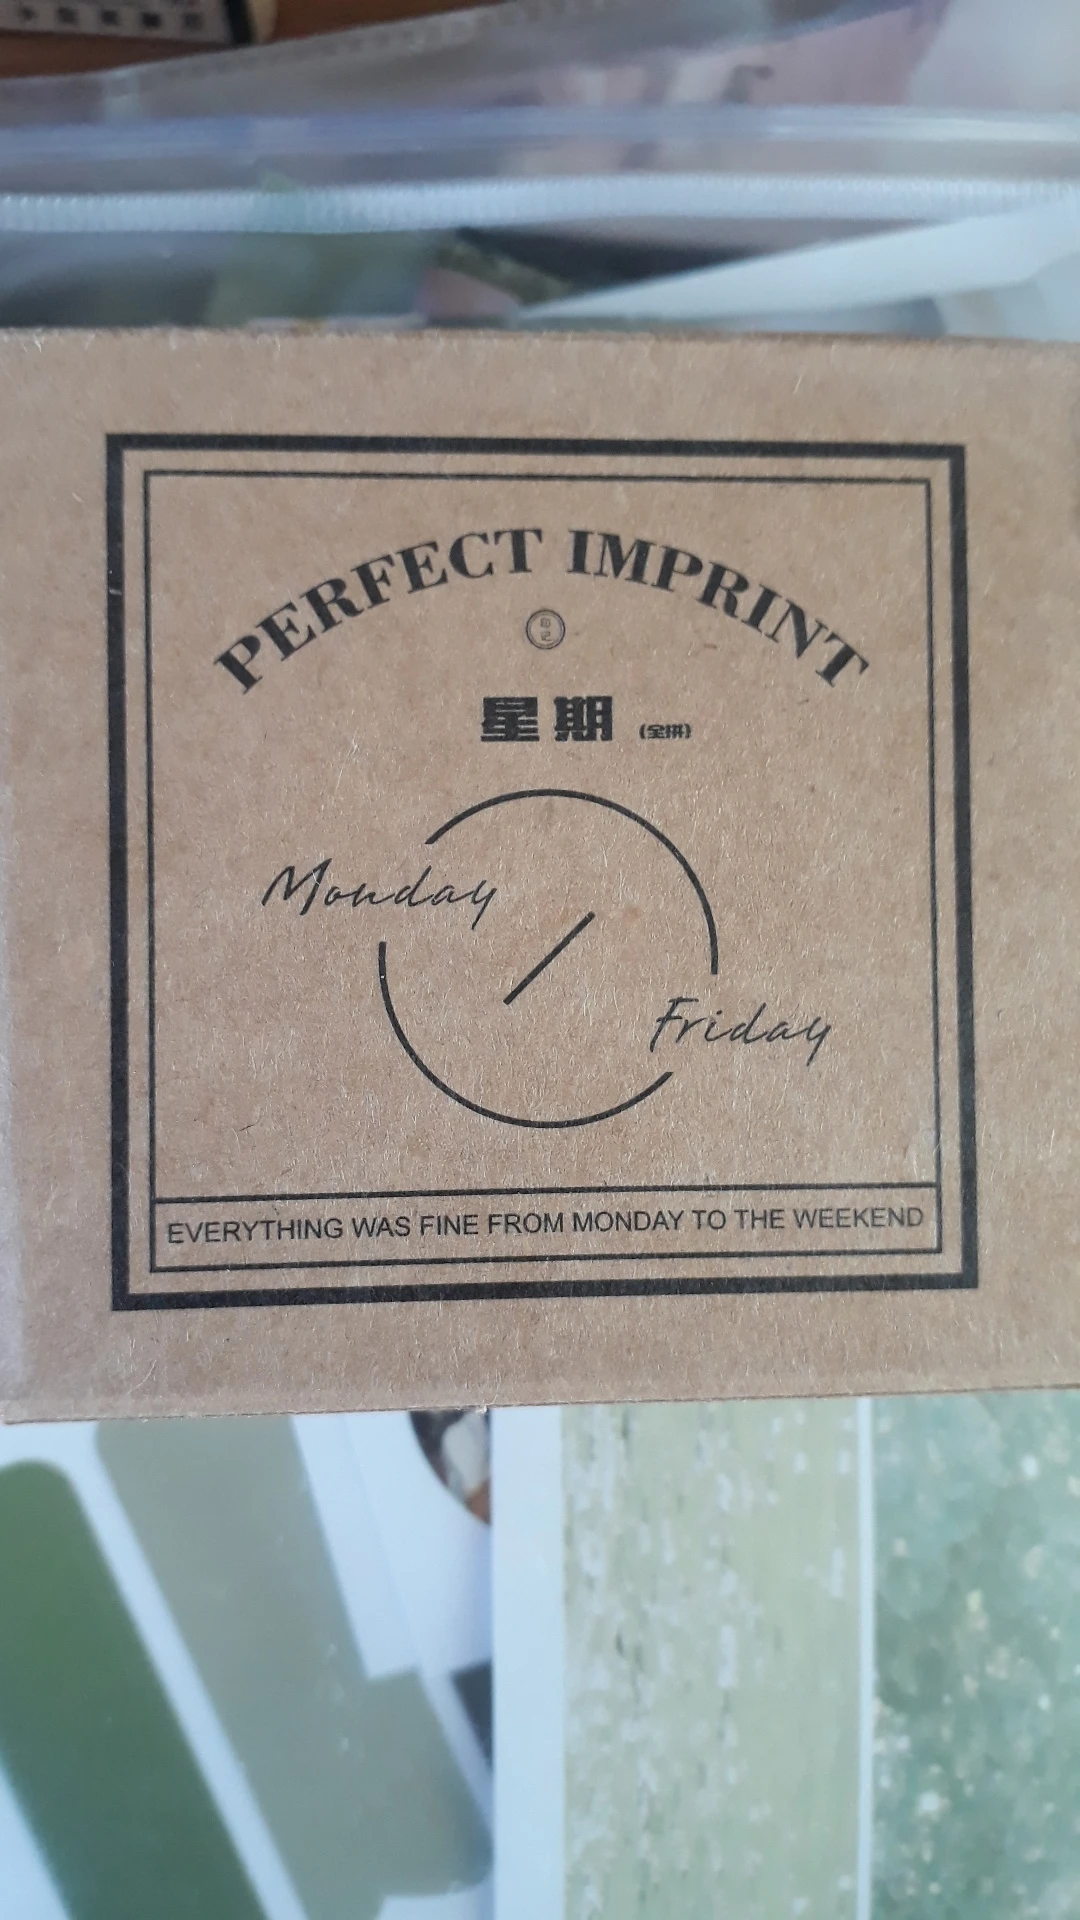 PERFECT IMPRINT
星期 (全拼)
Monday
Friday
EVERYTHING WAS FINE FROM MONDAY TO THE WEEKEND